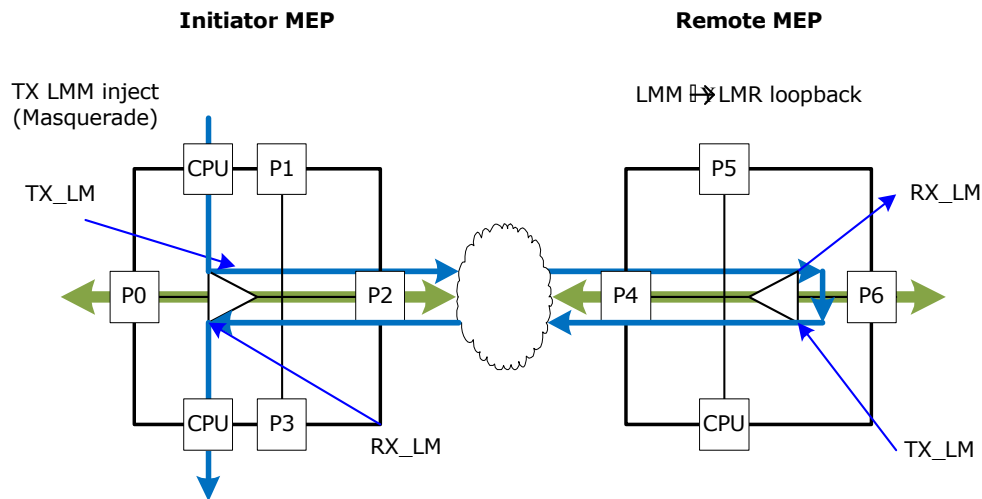 Initiator MEP
Remote MEP
TX LMM inject
(Masquerade)
LMM LMR loopback
CPU
P1
P5
TX_LM
RX_LM
P0
P2
P4
P6
CPU
P3
CPU
RX_LM
TX_LM